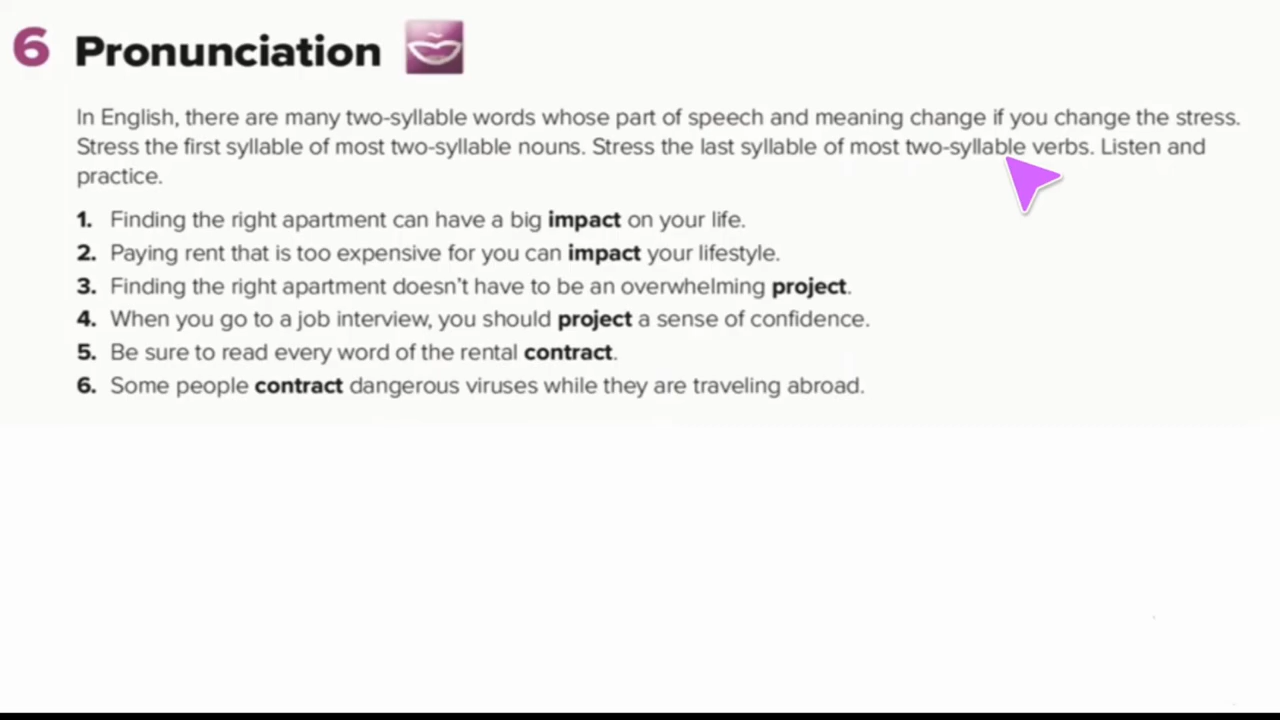 6 Pronunciation
In English, there are many two-syllable words whose part of speech and meaning change if you change the stress.
Stress the first syllable of most two-syllable nouns. Stress the last syllable of most two-syllable verbs. Listen and
practice.
1. Finding the right apartment can have a big impact on your life.
2. Paying rent that is too expensive for you can impact your lifestyle.
3. Finding the right apartment doesn't have to be an overwhelming project.
4. When you go to a job interview, you should project a sense of confidence.
5. Be sure to read every word of the rental contract.
6. Some people contract dangerous viruses while they are traveling abroad.